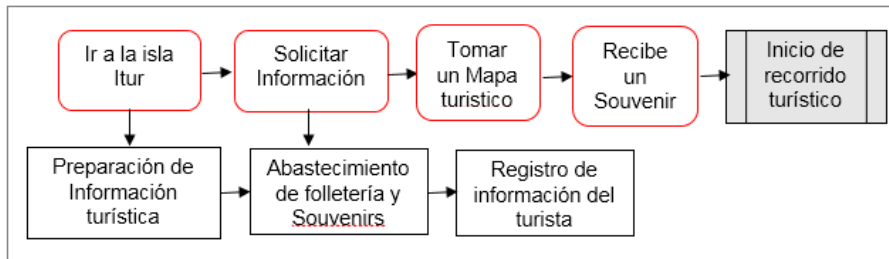 Ir a la isla
Itur
Solicitar
Información
Tomar
un Mapa
turistico
Recibe
un
Souvenir
Inicio de
recorrido
turístico
Preparación de
Información
turística
Abastecimiento
de folletería y
Souvenirs
Registro de
información del
turista